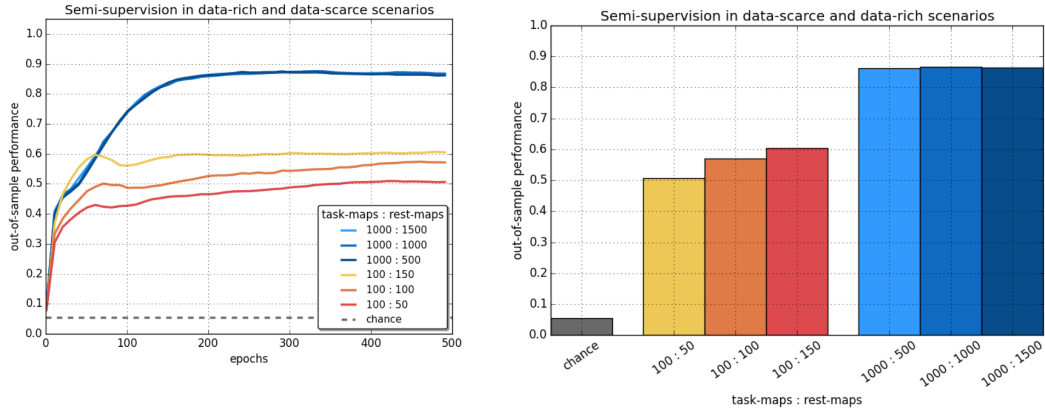 Semi-supervision in data-rich and data-scarce scenarios
out-of-sample performance
1.0
0.9
0.8
0.7
0.6
0.5
0.4
0.3
0.2
0.1
0.0
task-maps : rest-maps
1000 : 1500
1000 : 1000
1000 : 500
100 : 150
100 : 100
100 : 50
chance
0 100 200 300 400 500
epochs
Semi-supervision in data-scarce and data-rich scenarios
out-of-sample performance
1.0
0.9
0.8
0.7
0.6
0.5
0.4
0.3
0.2
0.1
0.0
chance 100 : 50 100 : 100 100 : 150 1000 : 500 1000 : 1000 1000 : 1500
task-maps : rest-maps